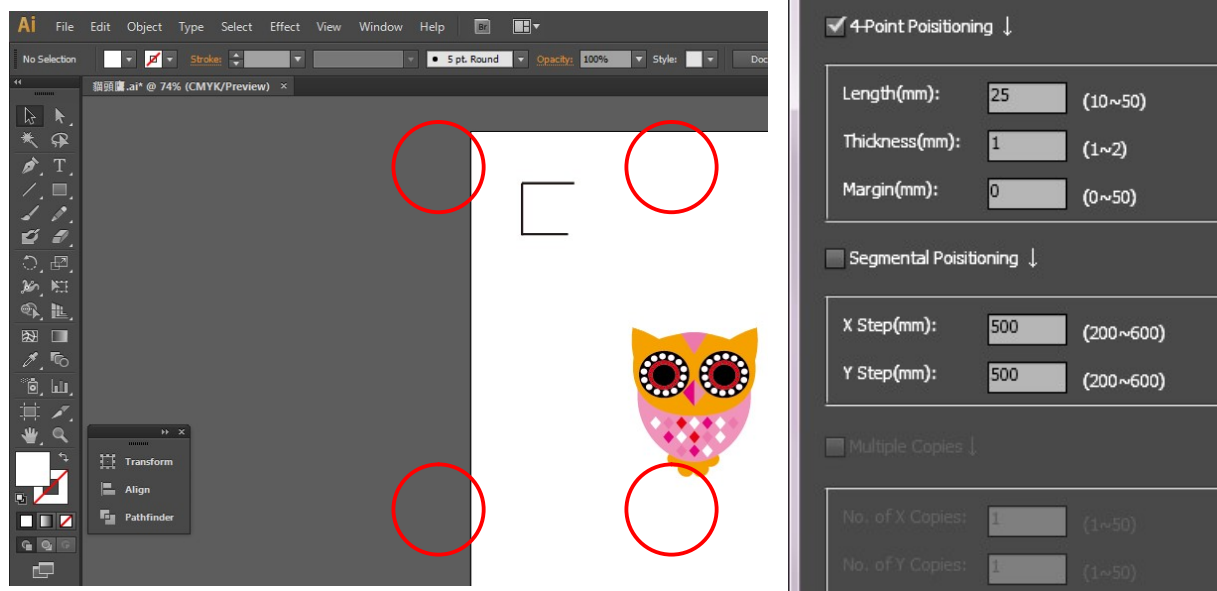 Ai File Edit Object Type Select Effect View Window Help Br
No Selection Stroke: 5 pt. Round Opacity: 100% Style: Doc
貓頭鷹.ai* @ 74% (CMYK/Preview) ×
Transform
Align
Pathfinder
4-Point Poisitioning ↓
Length(mm): 25 (10~50)
Thickness(mm): 1 (1~2)
Margin(mm): 0 (0~50)
Segmental Poisitioning ↓
X Step(mm): 500 (200~600)
Y Step(mm): 500 (200~600)
Multiple Copies ↓
No. of X Copies: 1 (1~50)
No. of Y Copies: 1 (1~50)